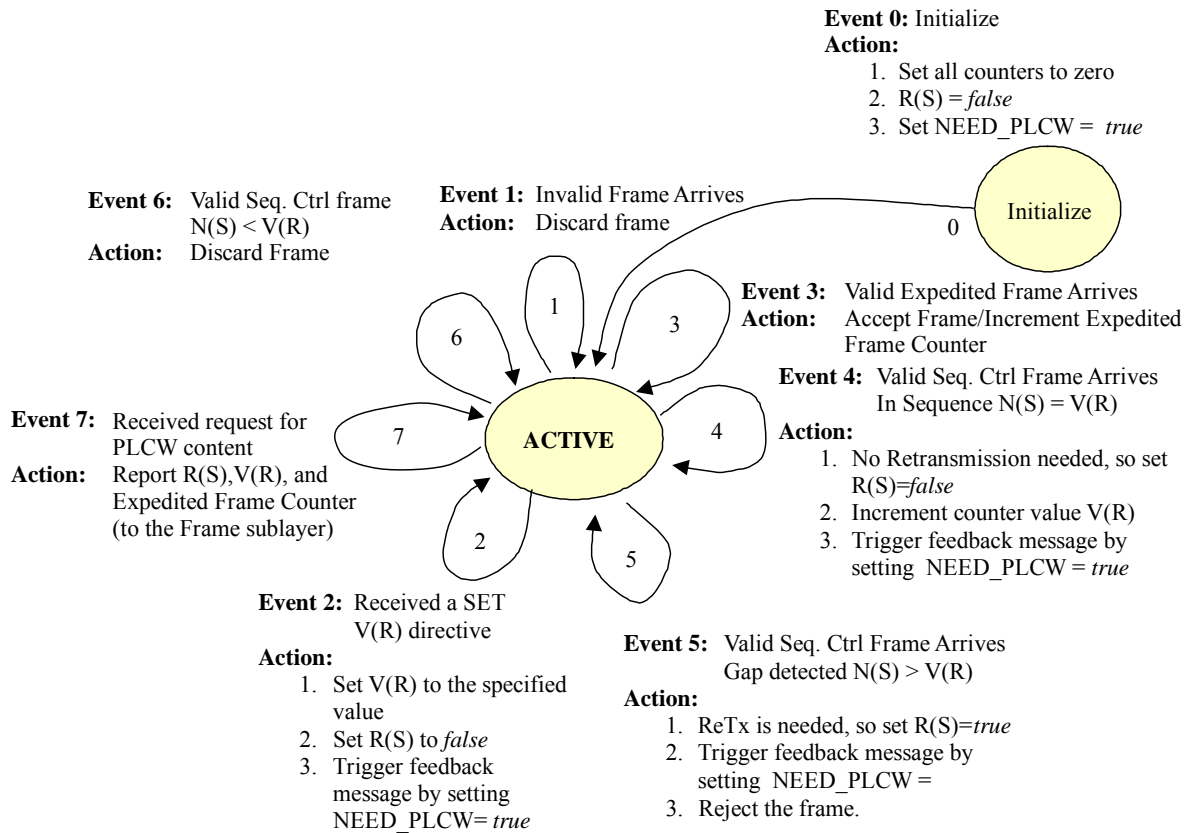 Event 0: Initialize
Action:
1. Set all counters to zero
2. R(S) = false
3. Set NEED_PLCW = true
Initialize
0
Event 6: Valid Seq. Ctrl frame
N(S) < V(R)
Action: Discard Frame
Event 1: Invalid Frame Arrives
Action: Discard frame
1
3
6
Event 3: Valid Expedited Frame Arrives
Action: Accept Frame/Increment Expedited
Frame Counter
Event 4: Valid Seq. Ctrl Frame Arrives
In Sequence N(S) = V(R)
Action:
1. No Retransmission needed, so set
R(S)=false
2. Increment counter value V(R)
3. Trigger feedback message by
setting NEED_PLCW = true
Event 7: Received request for
PLCW content
Action: Report R(S),V(R), and
Expedited Frame Counter
(to the Frame sublayer)
7
ACTIVE
4
2
5
Event 2: Received a SET
V(R) directive
Action:
1. Set V(R) to the specified
value
2. Set R(S) to false
3. Trigger feedback
message by setting
NEED_PLCW= true
Event 5: Valid Seq. Ctrl Frame Arrives
Gap detected N(S) > V(R)
Action:
1. ReTx is needed, so set R(S)=true
2. Trigger feedback message by
setting NEED_PLCW =
3. Reject the frame.